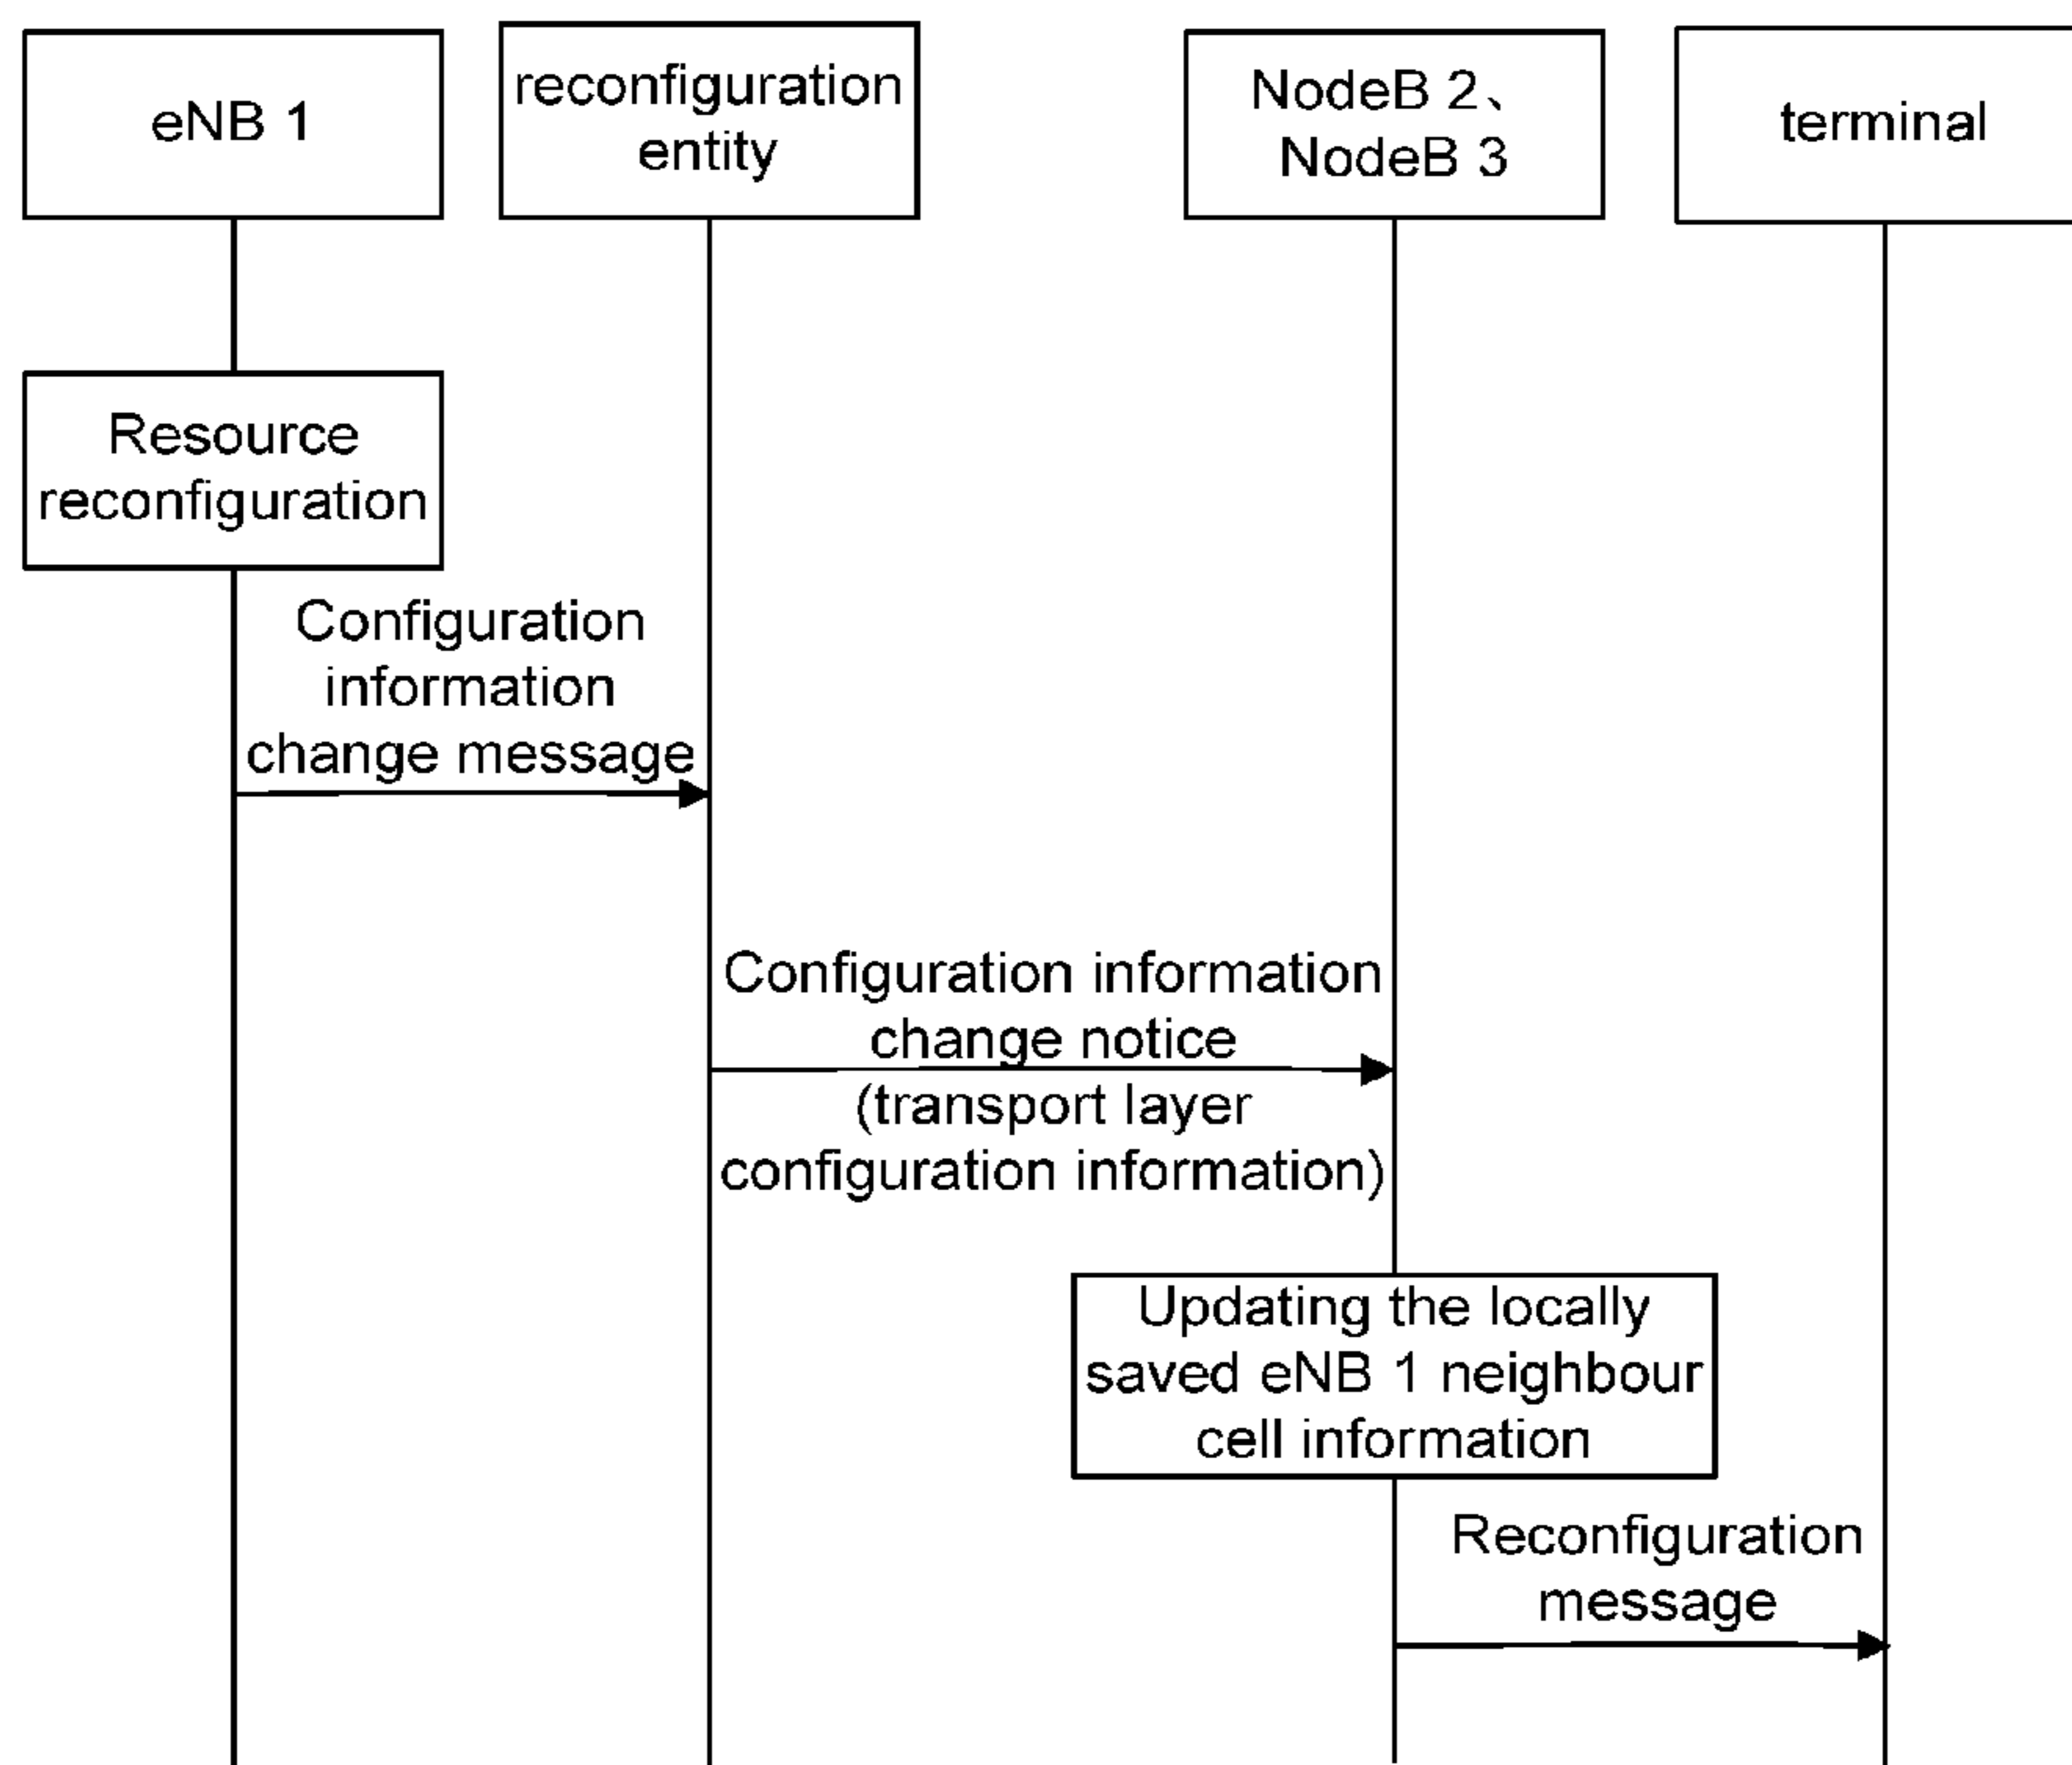 eNB 1
reconfiguration
entity
NodeB 2、
NodeB 3
terminal
Resource
reconfiguration
Configuration
information
change message
Configuration information
change notice
(transport layer
configuration information)
Updating the locally
saved eNB 1 neighbour
cell information
Reconfiguration
message